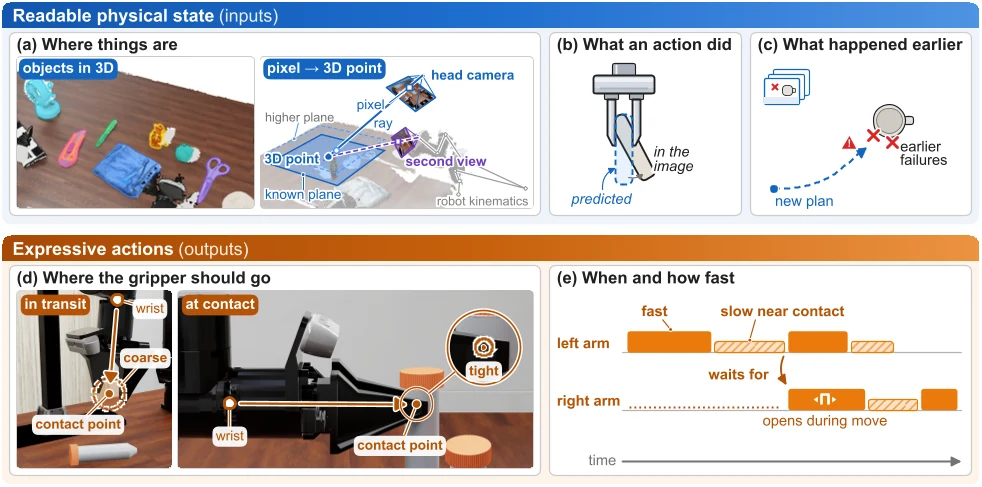 Readable physical state (inputs)
(a) Where things are
objects in 3D
pixel → 3D point
head camera
pixel
ray
higher plane
3D point
second view
known plane
robot kinematics
(b) What an action did
in the
image
predicted
(c) What happened earlier
earlier
failures
new plan
Expressive actions (outputs)
(d) Where the gripper should go
in transit
wrist
coarse
contact point
at contact
tight
wrist
contact point
(e) When and how fast
fast
slow near contact
left arm
waits for
right arm
opens during move
time